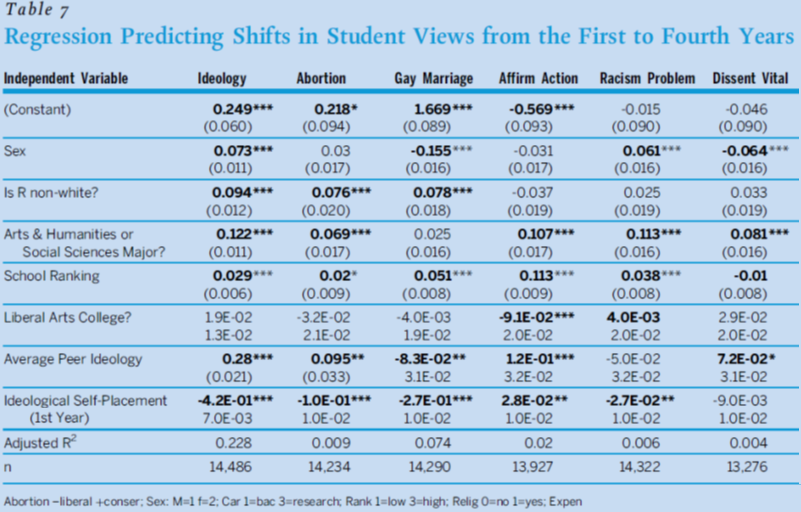 Table 7
Regression Predicting Shifts in Student Views from the First to Fourth Years
Independent Variable Ideology Abortion Gay Marriage Affirm Action Racism Problem Dissent Vital
(Constant) 0.249*** 0.218* 1.669*** -0.569*** -0.015 -0.046
(0.060) (0.094) (0.089) (0.093) (0.090) (0.090)
Sex 0.073*** 0.03 -0.155*** -0.031 0.061*** -0.064***
(0.011) (0.017) (0.016) (0.017) (0.016) (0.016)
Is R non-white? 0.094*** 0.076*** 0.078*** -0.037 0.025 0.033
(0.012) (0.020) (0.018) (0.019) (0.019) (0.019)
Arts & Humanities or 0.122*** 0.069*** 0.025 0.107*** 0.113*** 0.081***
Social Sciences Major? (0.011) (0.017) (0.016) (0.017) (0.016) (0.016)
School Ranking 0.029*** 0.02* 0.051*** 0.113*** 0.038*** -0.01
(0.006) (0.009) (0.008) (0.009) (0.008) (0.008)
Liberal Arts College? 1.9E-02 -3.2E-02 -4.0E-03 -9.1E-02*** 4.0E-03 2.9E-02
1.3E-02 2.1E-02 1.9E-02 2.0E-02 2.0E-02 2.0E-02
Average Peer Ideology 0.28*** 0.095** -8.3E-02** 1.2E-01*** -5.0E-02 7.2E-02*
(0.021) (0.033) 3.1E-02 3.2E-02 3.2E-02 3.1E-02
Ideological Self-Placement -4.2E-01*** -1.0E-01*** -2.7E-01*** 2.8E-02** -2.7E-02** -9.0E-03
(1st Year) 7.0E-03 1.0E-02 1.0E-02 1.0E-02 1.0E-02 1.0E-02
Adjusted R² 0.228 0.009 0.074 0.02 0.006 0.004
n 14,486 14,234 14,290 13,927 14,322 13,276
Abortion –liberal +conser; Sex: M=1 f=2; Car 1=bac 3=research; Rank 1=low 3=high; Relig 0=no 1=yes; Expen